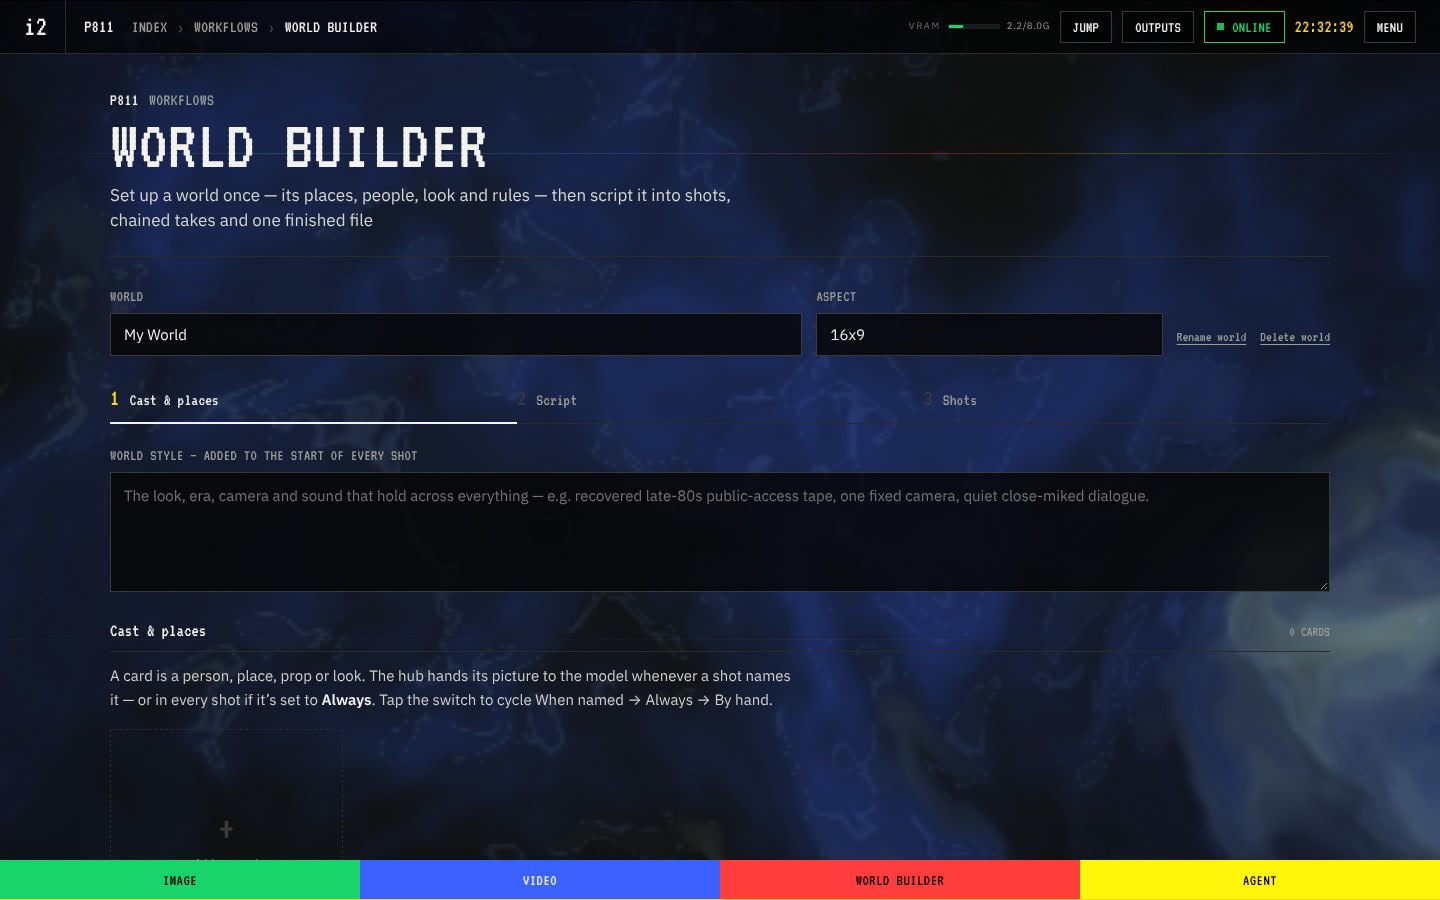 i2 P811 INDEX › WORKFLOWS › WORLD BUILDER VRAM 2.2/8.0G JUMP OUTPUTS ONLINE 22:32:39 MENU
P811 WORKFLOWS
WORLD BUILDER
Set up a world once — its places, people, look and rules — then script it into shots,
chained takes and one finished file
WORLD ASPECT
My World 16x9 Rename world Delete world
1 Cast & places 2 Script 3 Shots
WORLD STYLE — ADDED TO THE START OF EVERY SHOT
The look, era, camera and sound that hold across everything — e.g. recovered late-80s public-access tape, one fixed camera, quiet close-miked dialogue.
Cast & places 0 CARDS
A card is a person, place, prop or look. The hub hands its picture to the model whenever a shot names
it — or in every shot if it’s set to Always. Tap the switch to cycle When named → Always → By hand.
+
IMAGE VIDEO WORLD BUILDER AGENT